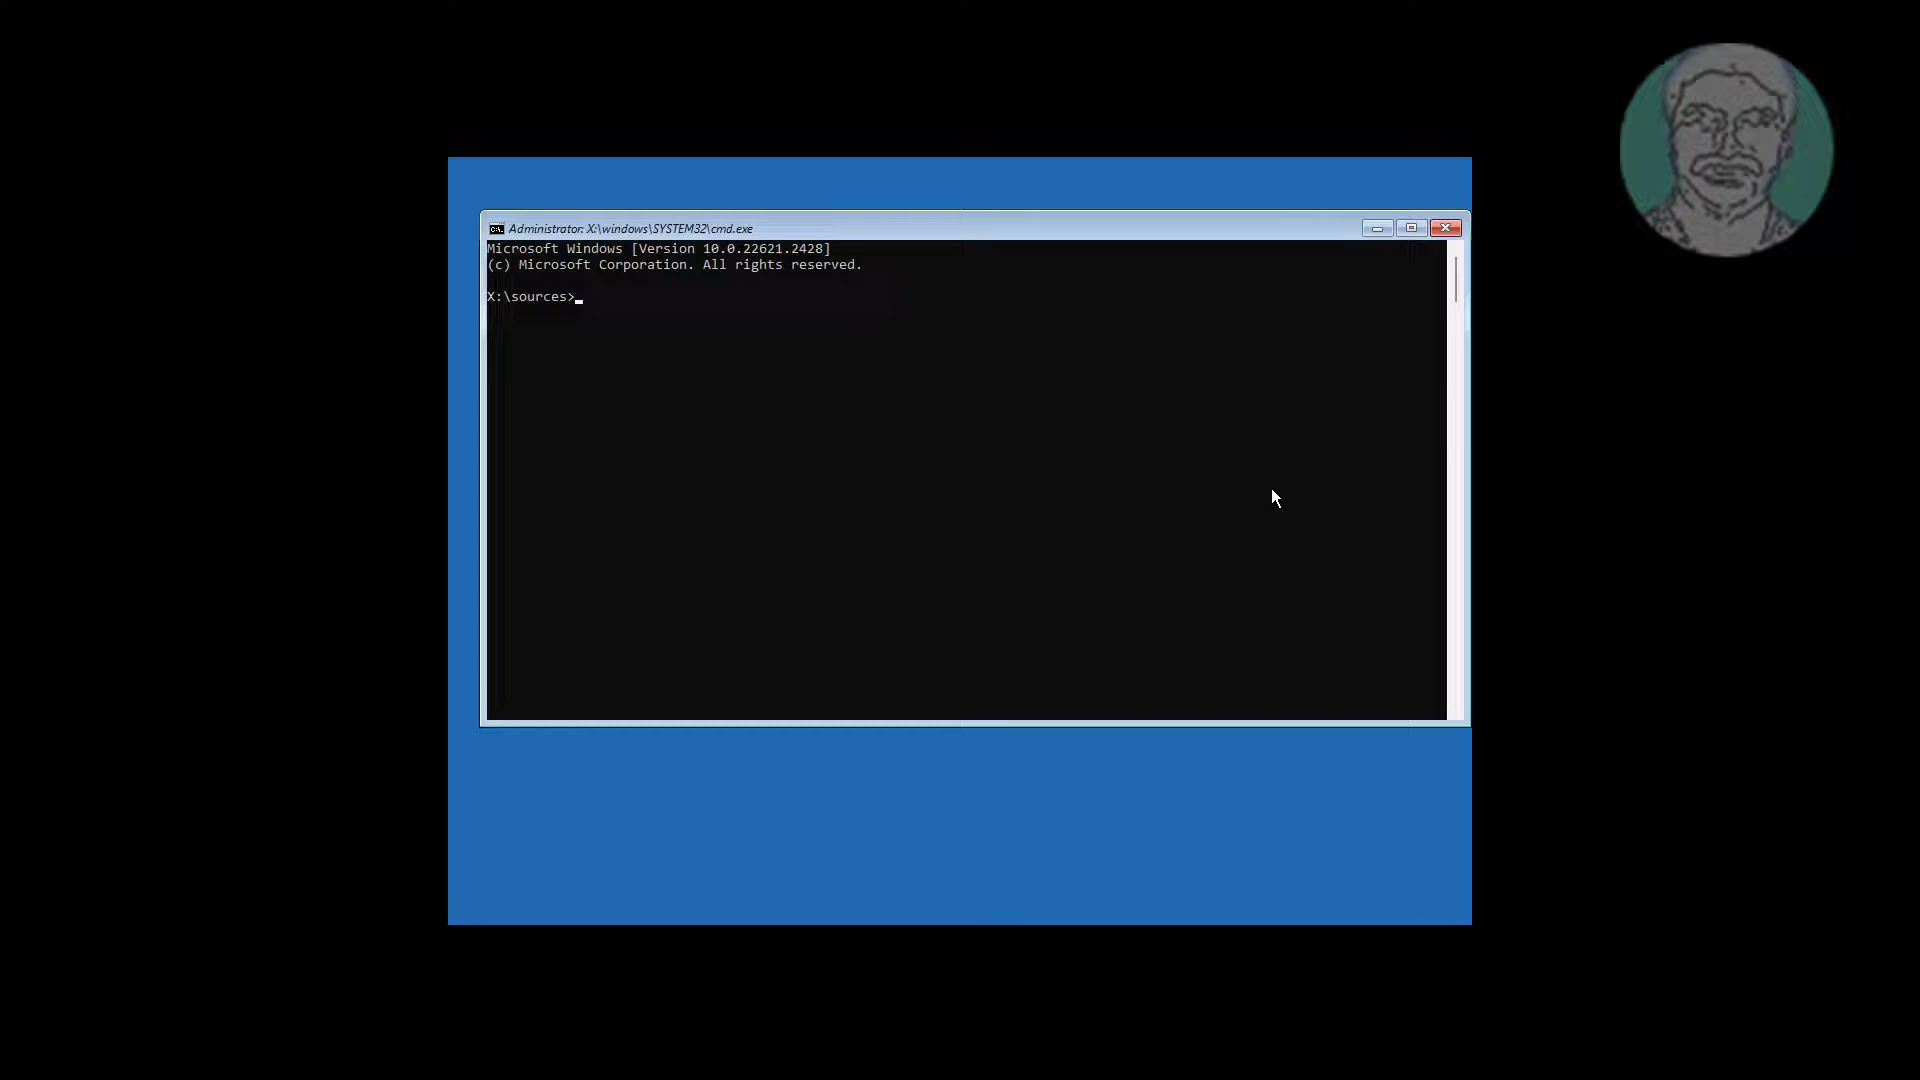 Administrator: X:\windows\SYSTEM32\cmd.exe
Microsoft Windows [Version 10.0.22621.2428]
(c) Microsoft Corporation. All rights reserved.
X:\sources>